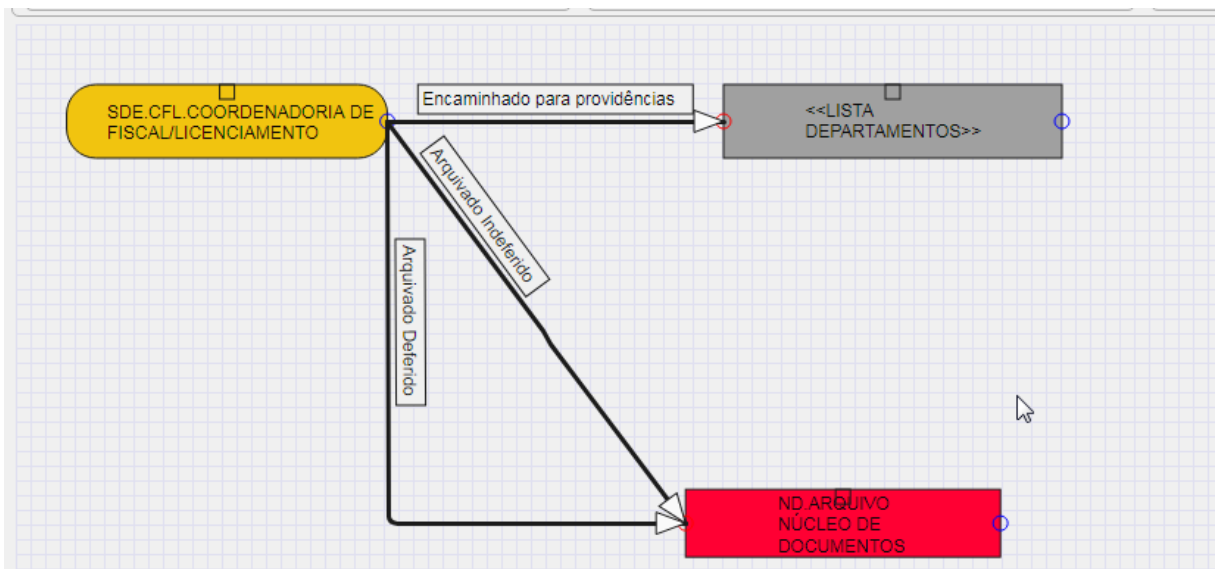 SDE.CFL.COORDENADORIA DE
FISCAL/LICENCIAMENTO
Encaminhado para providências
<<LISTA
DEPARTAMENTOS>>
Arquivado Indeferido
Arquivado Deferido
ND.ARQUIVO
NÚCLEO DE
DOCUMENTOS